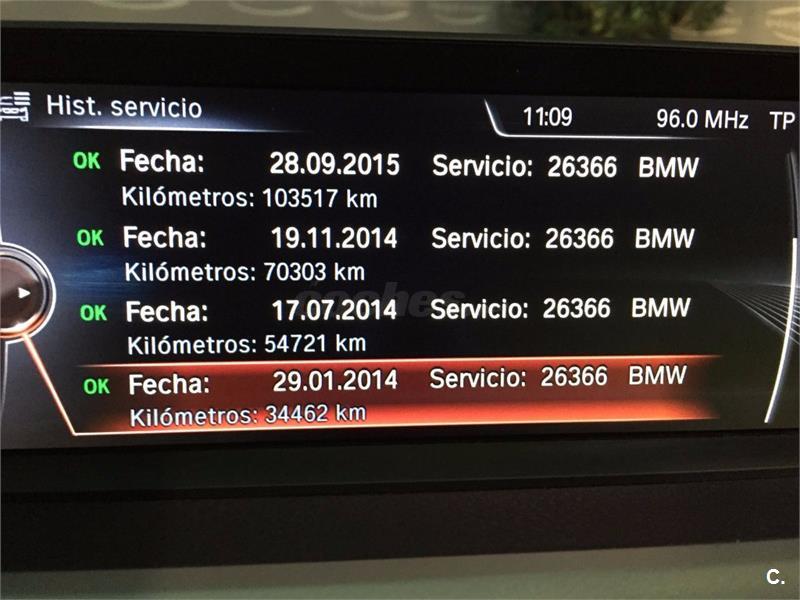 Hist. servicio
11:09 96.0 MHz TP
OK Fecha: 28.09.2015 Servicio: 26366 BMW
Kilómetros: 103517 km
OK Fecha: 19.11.2014 Servicio: 26366 BMW
Kilómetros: 70303 km
OK Fecha: 17.07.2014 Servicio: 26366 BMW
Kilómetros: 54721 km
coches
OK Fecha: 29.01.2014 Servicio: 26366 BMW
Kilómetros: 34462 km
C.